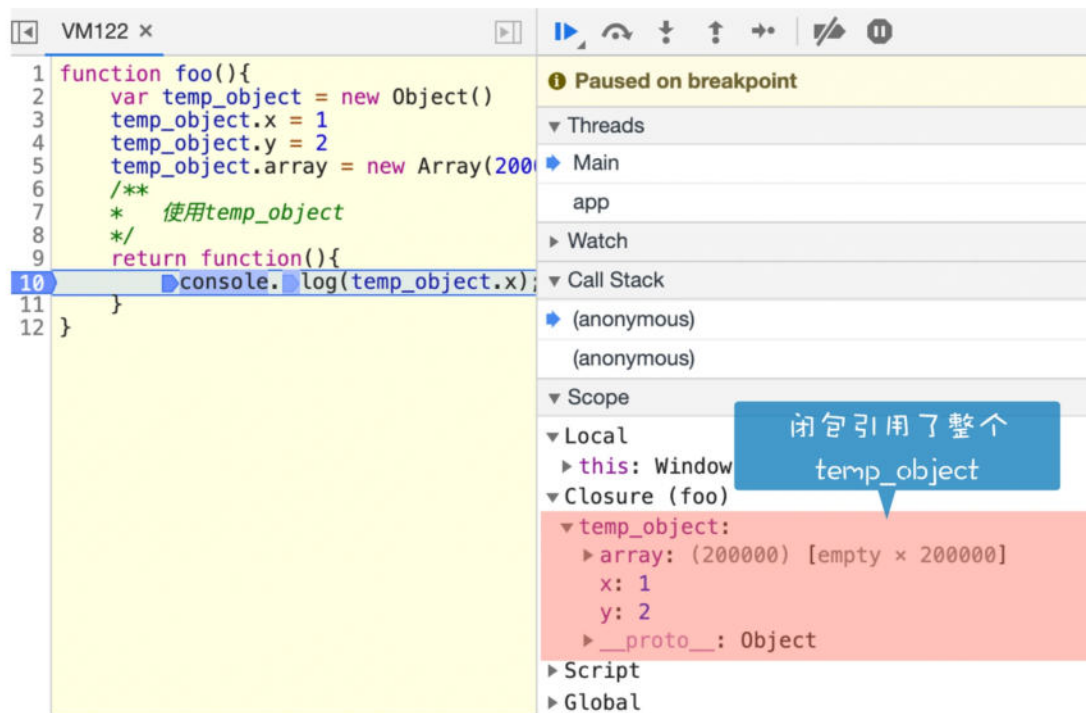 VM122 ×
1 function foo(){
2 var temp_object = new Object()
3 temp_object.x = 1
4 temp_object.y = 2
5 temp_object.array = new Array(200
6 /**
7 * 使用temp_object
8 */
9 return function(){
10 console.log(temp_object.x);
11 }
12 }
Paused on breakpoint
Threads
Main
app
Watch
Call Stack
(anonymous)
(anonymous)
Scope
Local
this: Window
Closure (foo)
temp_object:
array: (200000) [empty × 200000]
x: 1
y: 2
__proto__: Object
Script
Global
闭包引用了整个
temp_object